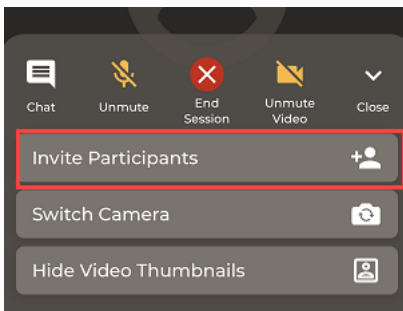 Chat
Unmute
End
Session
Unmute
Video
Close
Invite Participants
Switch Camera
Hide Video Thumbnails